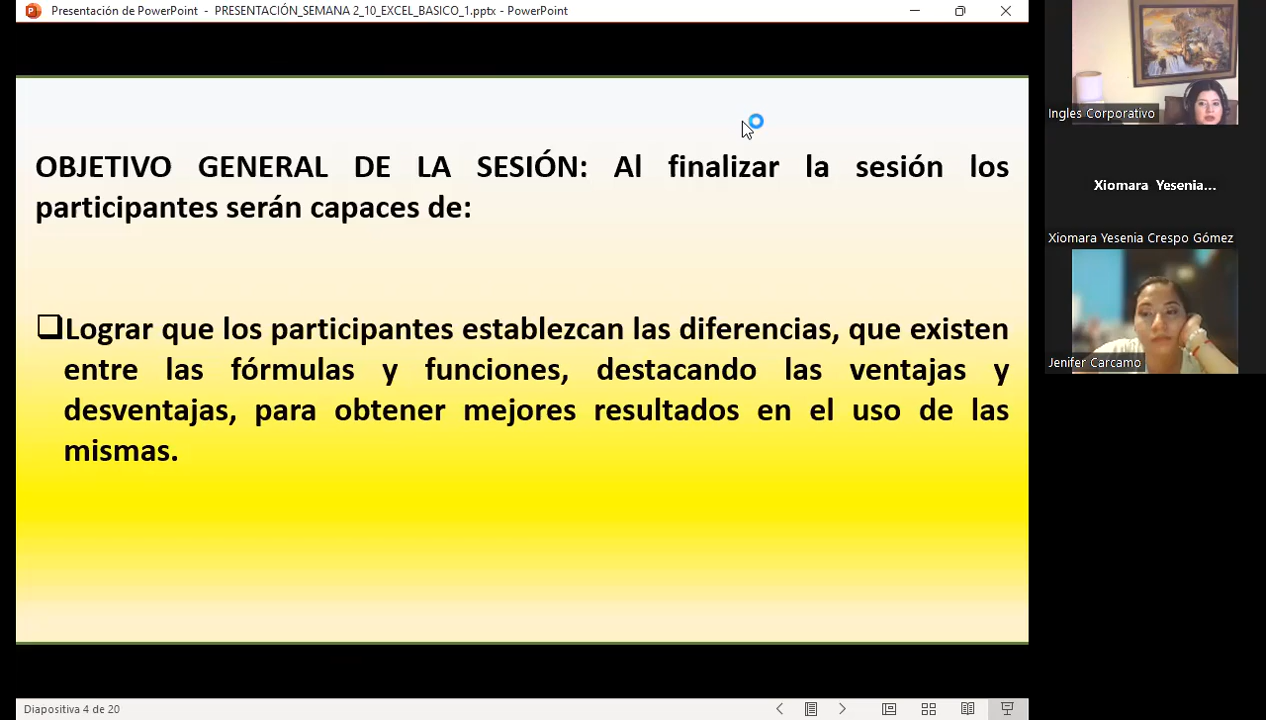 Presentación de PowerPoint - PRESENTACIÓN_SEMANA 2_10_EXCEL_BASICO_1.pptx - PowerPoint
OBJETIVO GENERAL DE LA SESIÓN: Al finalizar la sesión los
participantes serán capaces de:
Lograr que los participantes establezcan las diferencias, que existen
entre las fórmulas y funciones, destacando las ventajas y
desventajas, para obtener mejores resultados en el uso de las
mismas.
Diapositiva 4 de 20
Ingles Corporativo
Xiomara Yesenia...
Xiomara Yesenia Crespo Gómez
Jenifer Carcamo